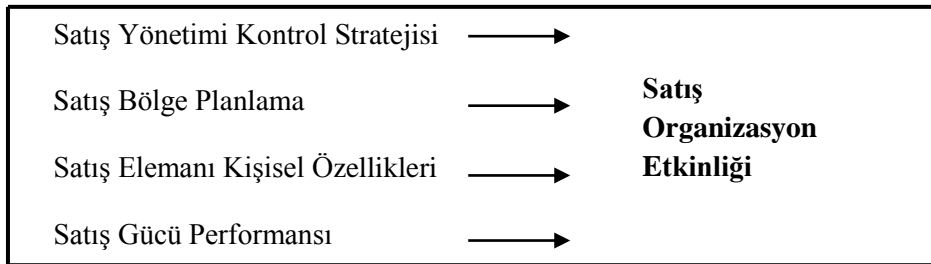 Satış Yönetimi Kontrol Stratejisi
Satış Bölge Planlama
Satış Elemanı Kişisel Özellikleri
Satış Gücü Performansı
Satış
Organizasyon
Etkinliği